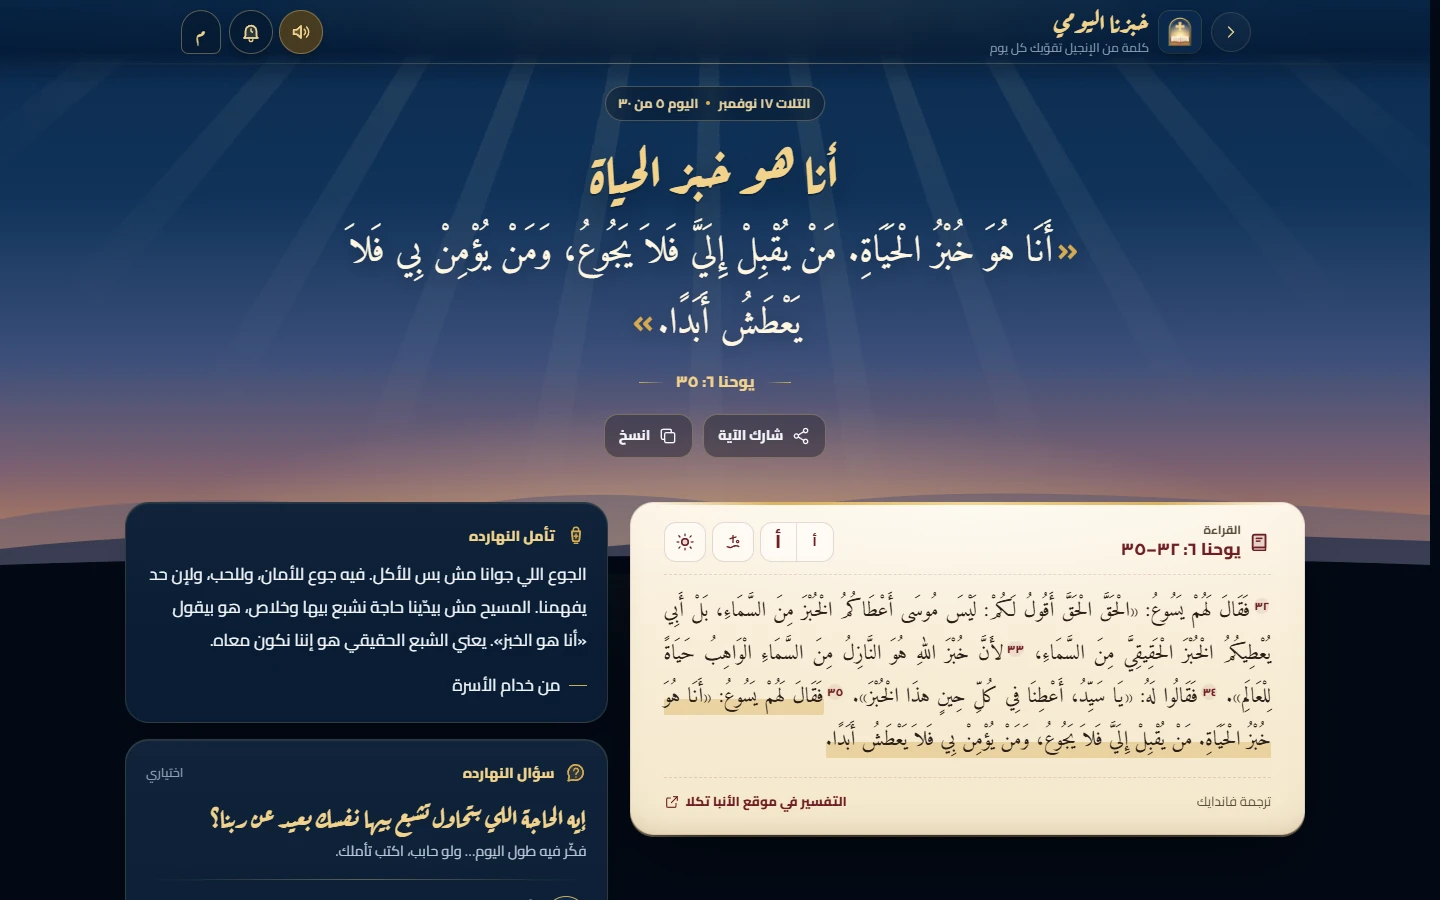 خبزنا اليومي
كلمة من الإنجيل تقوّيك كل يوم
م
التلات ١٧ نوفمبر • اليوم ٥ من ٣٠
أنا هو خبز الحياة
«أَنَا هُوَ خُبْزُ الْحَيَاةِ. مَنْ يُقْبِلْ إِلَيَّ فَلاَ يَجُوعُ، وَمَنْ يُؤْمِنْ بِي فَلاَ
يَعْطَشُ أَبَدًا.»
يوحنا ٦: ٣٥
شارك الآية
انسخ
القراءة
يوحنا ٦: ٣٢–٣٥
أ
أ
٣٢ فَقَالَ لَهُمْ يَسُوعُ: «الْحَقَّ الْحَقَّ أَقُولُ لَكُمْ: لَيْسَ مُوسَى أَعْطَاكُمُ الْخُبْزَ مِنَ السَّمَاءِ، بَلْ أَبِي
يُعْطِيكُمُ الْخُبْزَ الْحَقِيقِيَّ مِنَ السَّمَاءِ، ٣٣ لأَنَّ خُبْزَ اللهِ هُوَ النَّازِلُ مِنَ السَّمَاءِ الْوَاهِبُ حَيَاةً
لِلْعَالَمِ». ٣٤ فَقَالُوا لَهُ: «يَا سَيِّدُ، أَعْطِنَا فِي كُلِّ حِينٍ هذَا الْخُبْزَ». ٣٥ فَقَالَ لَهُمْ يَسُوعُ: «أَنَا هُوَ
خُبْزُ الْحَيَاةِ. مَنْ يُقْبِلْ إِلَيَّ فَلاَ يَجُوعُ، وَمَنْ يُؤْمِنْ بِي فَلاَ يَعْطَشُ أَبَدًا.
ترجمة فاندايك
التفسير في موقع الأنبا تكلا
تأمل النهارده
الجوع اللي جوانا مش بس للأكل. فيه جوع للأمان، وللحب، ولإن حد
يفهمنا. المسيح مش بيدّينا حاجة نشبع بيها وخلاص، هو بيقول
«أنا هو الخبز». يعني الشبع الحقيقي هو إننا نكون معاه.
— من خدام الأسرة
سؤال النهارده
اختياري
إيه الحاجة اللي بتحاول تشبع بيها نفسك بعيد عن ربنا؟
فكّر فيه طول اليوم… ولو حابب، اكتب تأملك.